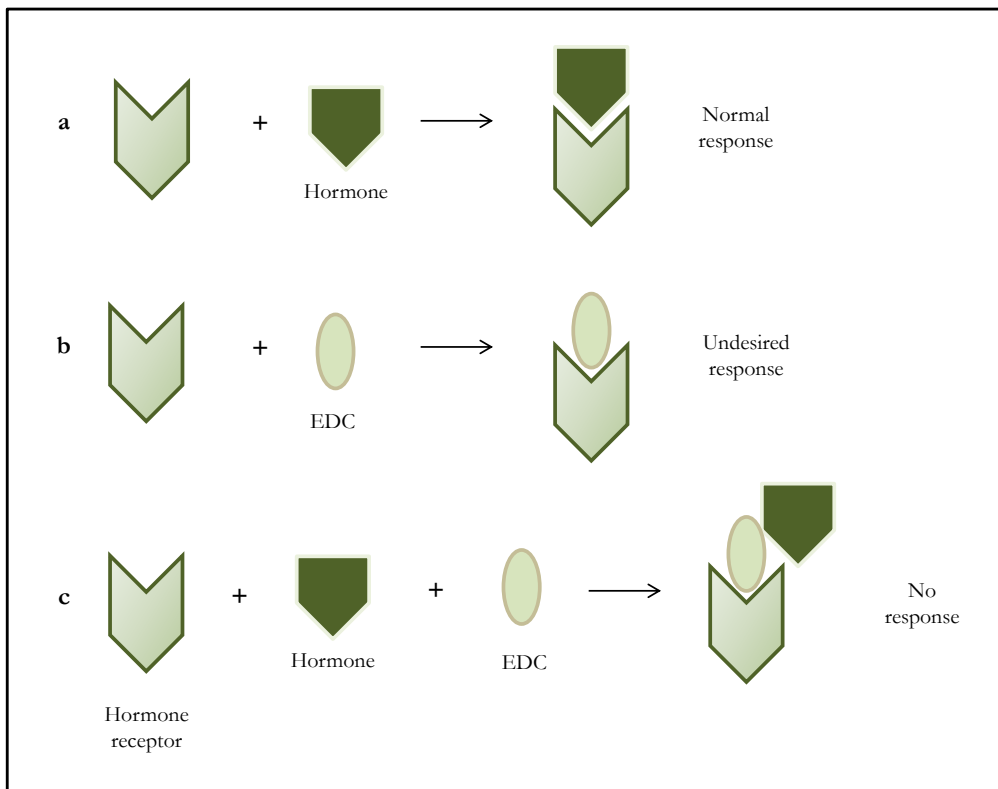 a
+
Hormone
Normal
response
b
+
EDC
Undesired
response
c
+
Hormone
+
EDC
No
response
Hormone
receptor